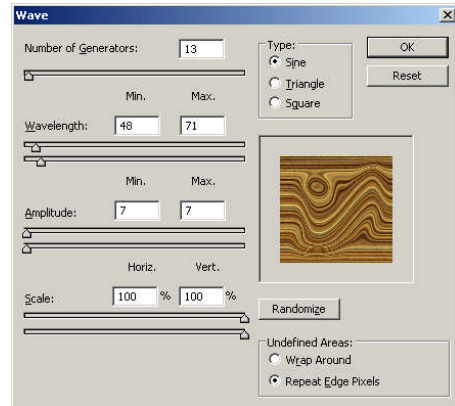 Wave
Number of Generators: 13
Min. Max.
Wavelength: 48 71
Min. Max.
Amplitude: 7 7
Horiz. Vert.
Scale: 100 % 100 %
Type:
Sine
Triangle
Square
OK
Reset
Randomize
Undefined Areas:
Wrap Around
Repeat Edge Pixels